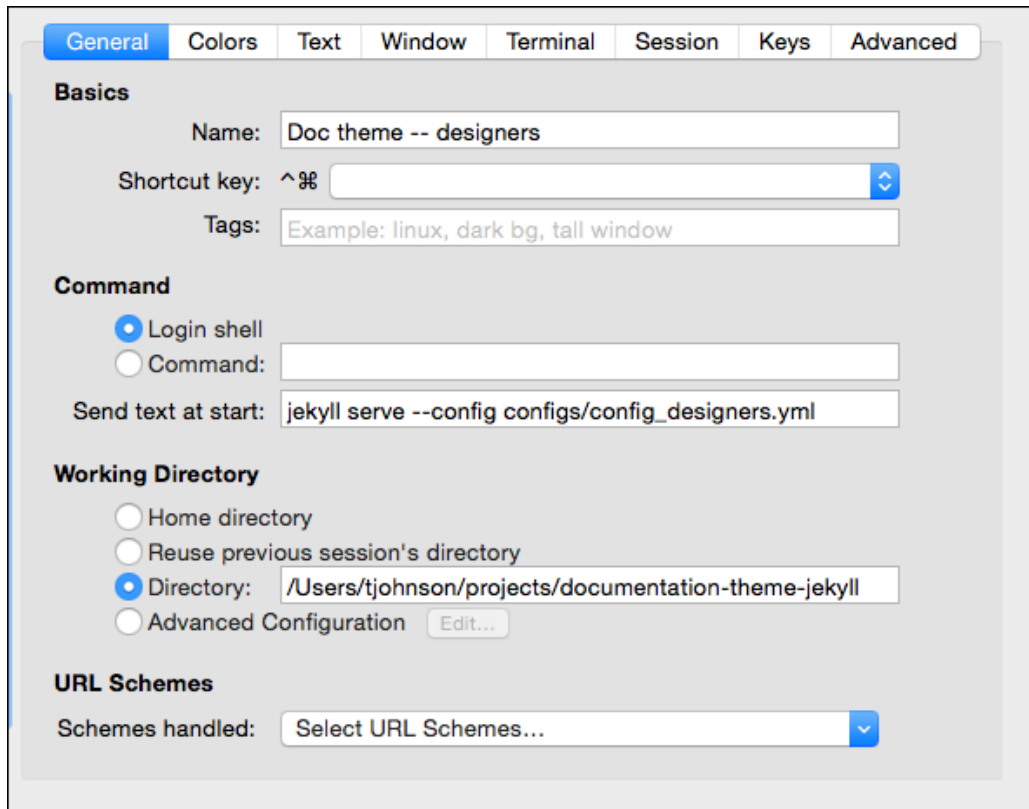 General Colors Text Window Terminal Session Keys Advanced
Basics
Name: Doc theme -- designers
Shortcut key: ^⌘
Tags: Example: linux, dark bg, tall window
Command
Login shell
Command:
Send text at start: jekyll serve --config configs/config_designers.yml
Working Directory
Home directory
Reuse previous session's directory
Directory: /Users/tjohnson/projects/documentation-theme-jekyll
Advanced Configuration Edit...
URL Schemes
Schemes handled: Select URL Schemes...